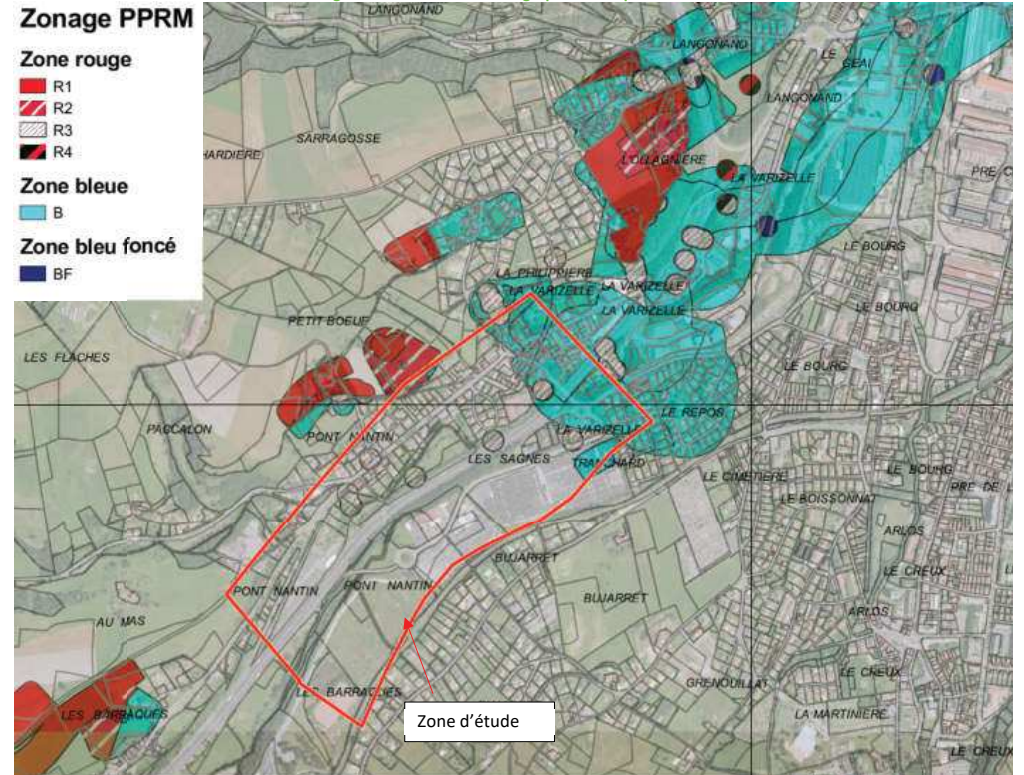 Zonage PPRM
Zone rouge
R1
R2
R3
R4
Zone bleue
B
Zone bleu foncé
BF
LANGONAND
LANGONAND
LE GEAI
LANGONAND
SARRAGOSSE
HARDIERE
L'OLLAGNIERE
LA VARIZELLE
PRE C
LE BOURG
LA PHILIPPIERE
LA VARIZELLE
LA VARIZELLE
LA VARIZELLE
LE BOURG
PETIT BOEUF
LES FLACHES
LE BOURG
PACCALON
PONT NANTIN
LE REPOS
LA VARIZELLE
LES SAGNES
TRANCHARD
LE CIMETIERE
LE BOURG
PRE DE L
LE BOISSONNAT
ARLOS
BUJARRET
LE CREUX
PONT NANTIN
PONT NANTIN
BUJARRET
ARLOS
AU MAS
LE CREUX
GRENOUILLAT
LES BARRAQUES
LES BARRAQUES
LA MARTINIERE
Zone d'étude
LE CREUX